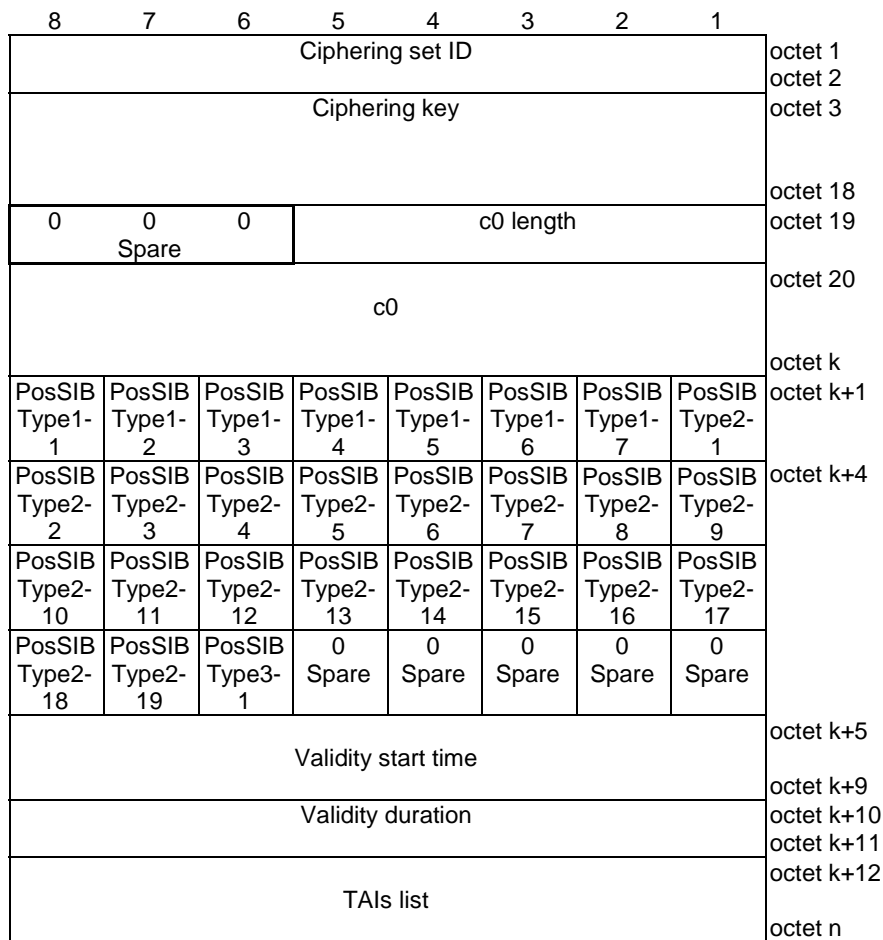 8 7 6 5 4 3 2 1
Ciphering set ID octet 1
octet 2
Ciphering key octet 3
octet 18
0 0 0 c0 length octet 19
Spare
octet 20
c0
octet k
PosSIB PosSIB PosSIB PosSIB PosSIB PosSIB PosSIB PosSIB octet k+1
Type1- Type1- Type1- Type1- Type1- Type1- Type1- Type2-
1 2 3 4 5 6 7 1
PosSIB PosSIB PosSIB PosSIB PosSIB PosSIB PosSIB PosSIB octet k+4
Type2- Type2- Type2- Type2- Type2- Type2- Type2- Type2-
2 3 4 5 6 7 8 9
PosSIB PosSIB PosSIB PosSIB PosSIB PosSIB PosSIB PosSIB
Type2- Type2- Type2- Type2- Type2- Type2- Type2- Type2-
10 11 12 13 14 15 16 17
PosSIB PosSIB PosSIB 0 0 0 0 0
Type2- Type2- Type3- Spare Spare Spare Spare Spare
18 19 1
octet k+5
Validity start time
octet k+9
Validity duration octet k+10
octet k+11
octet k+12
TAIs list
octet n